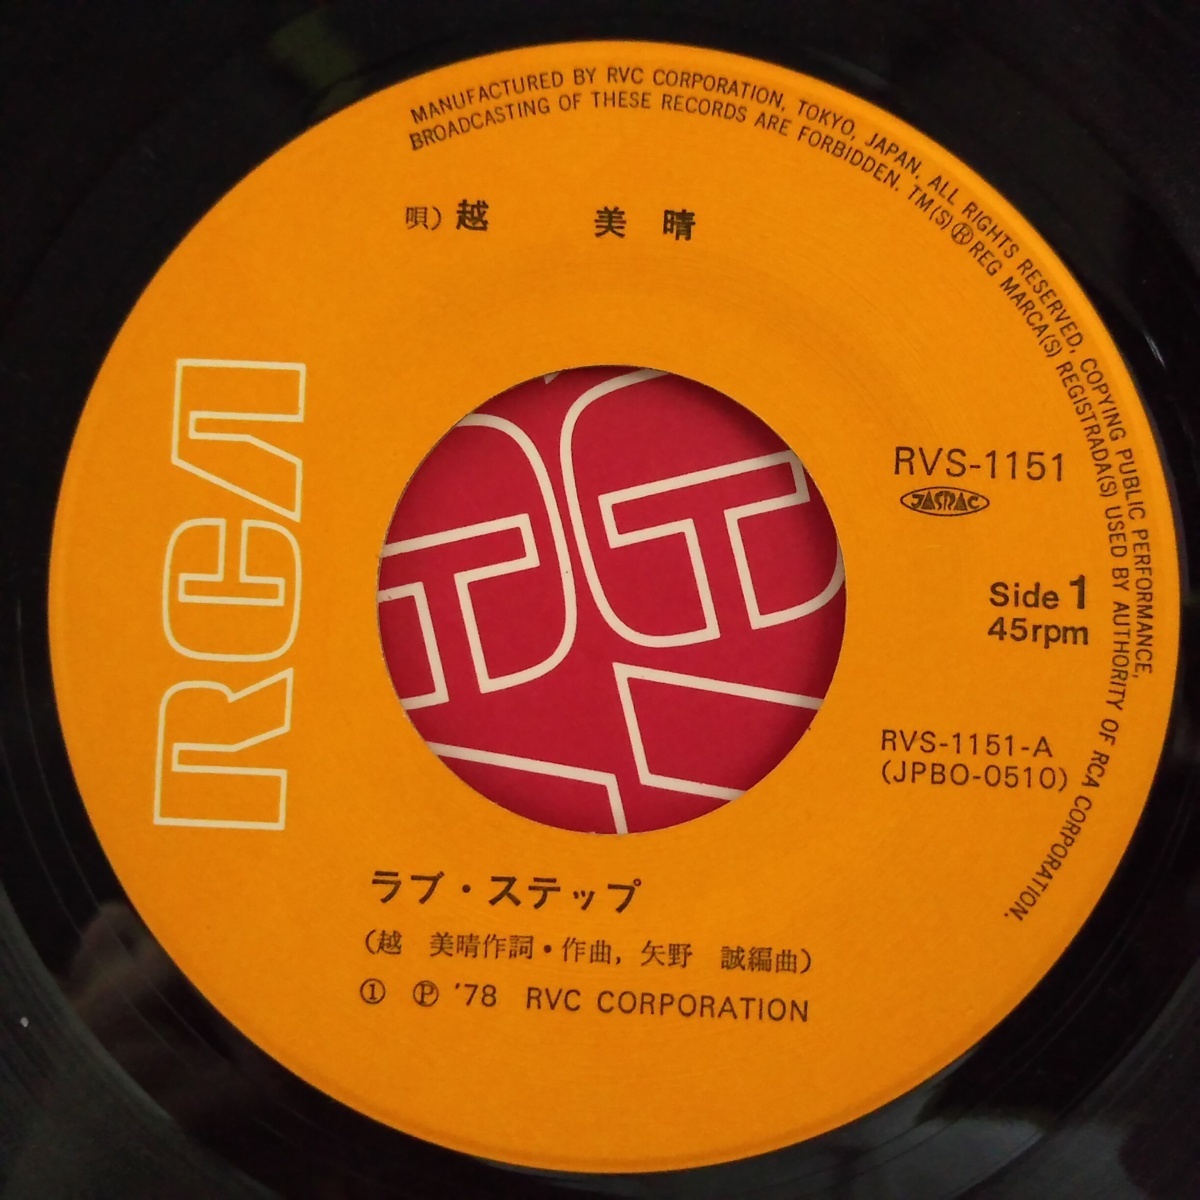 MANUFACTURED BY RVC CORPORATION, TOKYO, JAPAN. ALL RIGHTS RESERVED, COPYING PUBLIC PERFORMANCE,
BROADCASTING OF THESE RECORDS ARE FORBIDDEN. TM(S) ® REG MARCA(S) REGISTRADA(S) USED BY AUTHORITY OF RCA CORPORATION.
唄) 越 美晴
RCA
RVS-1151
JASRAC
Side 1
45rpm
RVS-1151-A
(JPBO-0510)
ラブ・ステップ
(越 美晴作詞・作曲, 矢野 誠編曲)
① Ⓟ '78 RVC CORPORATION